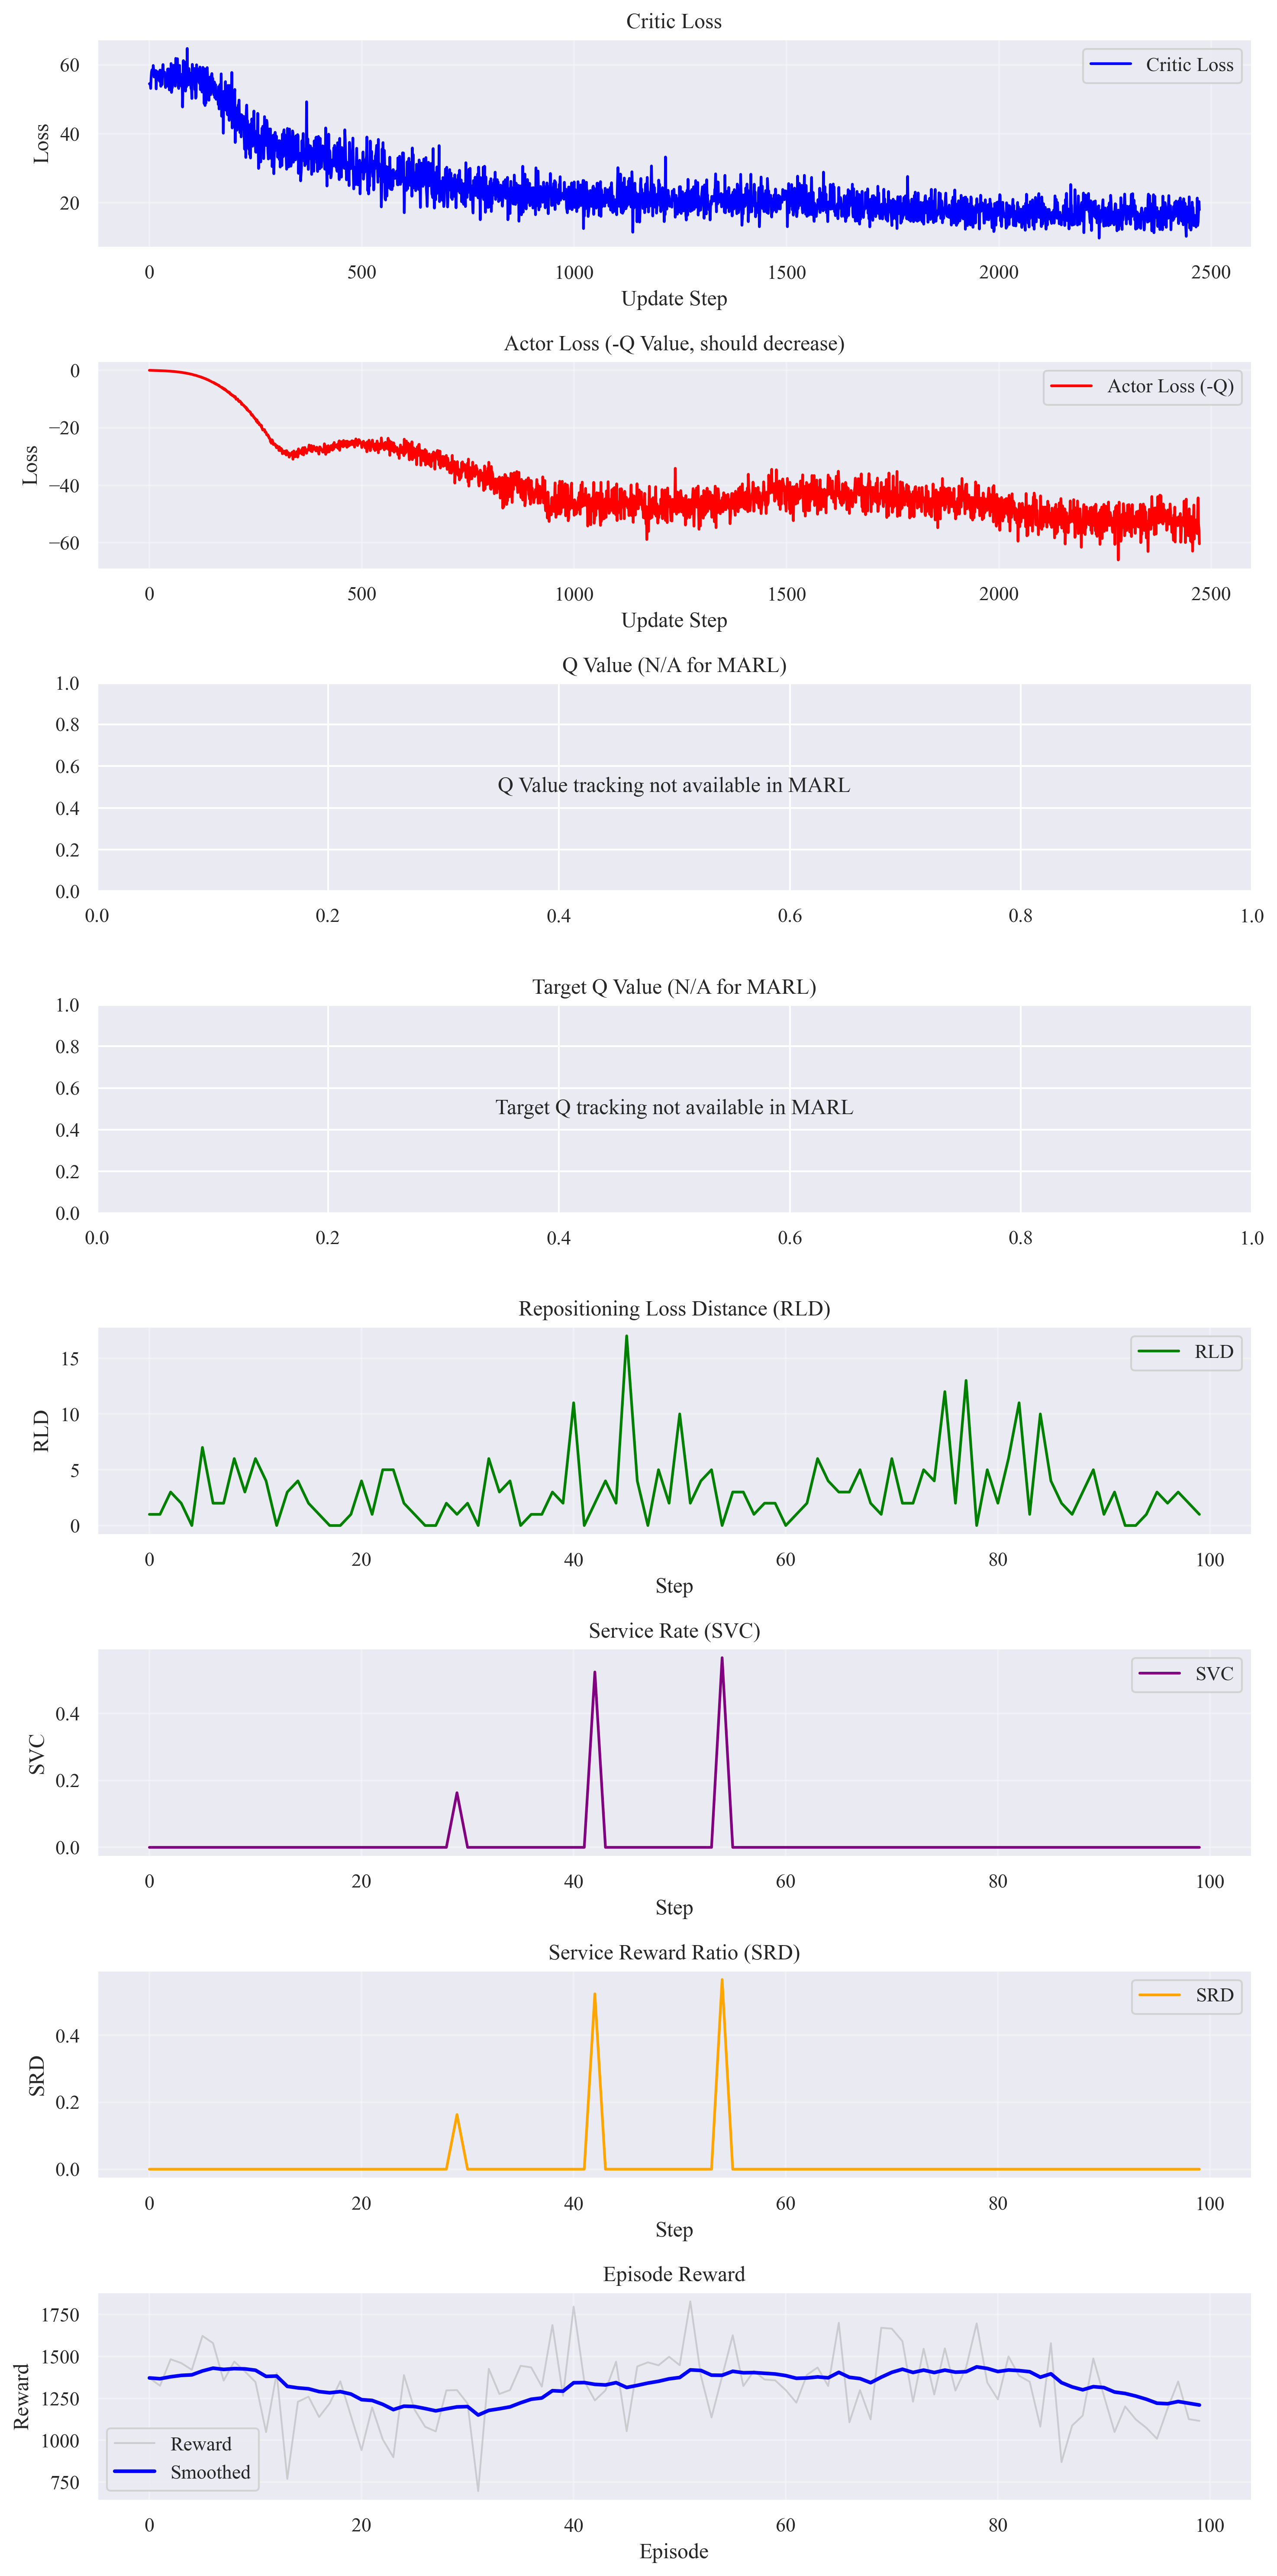 Critic Loss
60
40
20
Loss
Critic Loss
0 500 1000 1500 2000 2500
Update Step
Actor Loss (-Q Value, should decrease)
0
−20
−40
−60
Loss
Actor Loss (-Q)
0 500 1000 1500 2000 2500
Update Step
Q Value (N/A for MARL)
1.0
0.8
0.6
0.4
0.2
0.0
Q Value tracking not available in MARL
0.0 0.2 0.4 0.6 0.8 1.0
Target Q Value (N/A for MARL)
1.0
0.8
0.6
0.4
0.2
0.0
Target Q tracking not available in MARL
0.0 0.2 0.4 0.6 0.8 1.0
Repositioning Loss Distance (RLD)
15
10
5
0
RLD
RLD
0 20 40 60 80 100
Step
Service Rate (SVC)
0.4
0.2
0.0
SVC
SVC
0 20 40 60 80 100
Step
Service Reward Ratio (SRD)
0.4
0.2
0.0
SRD
SRD
0 20 40 60 80 100
Step
Episode Reward
1750
1500
1250
1000
750
Reward
Reward
Smoothed
0 20 40 60 80 100
Episode